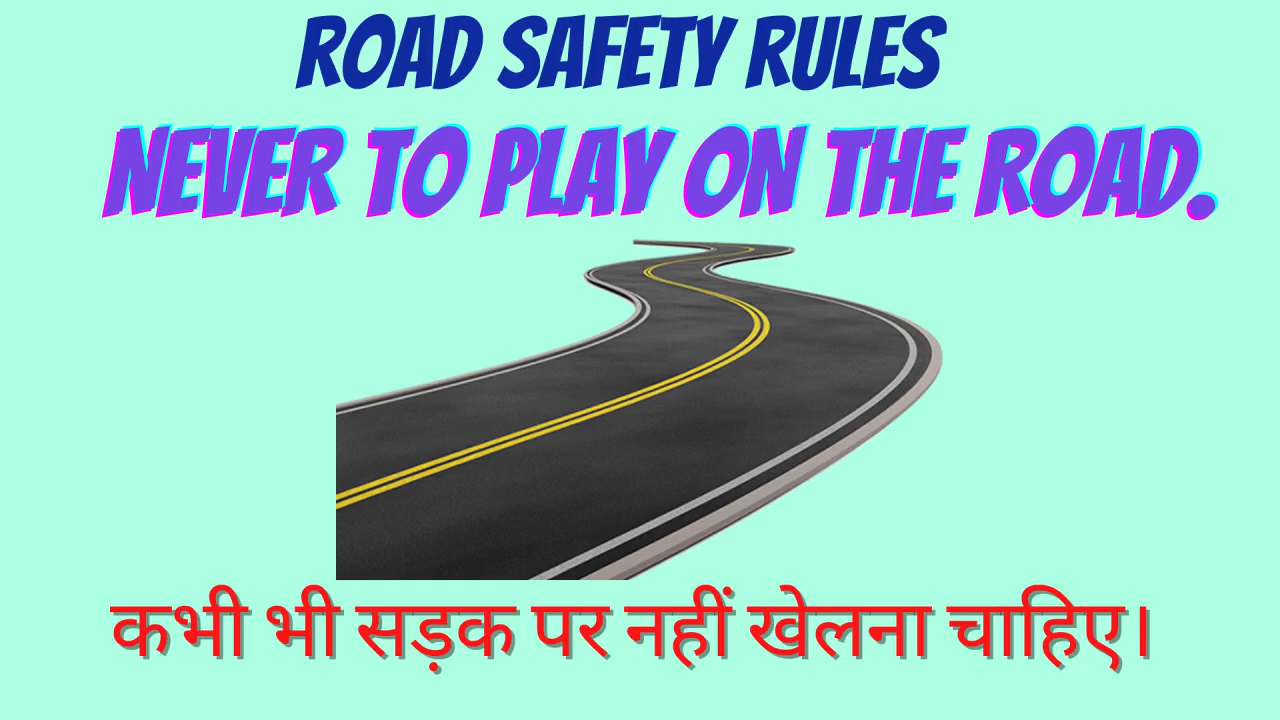 ROAD SAFETY RULES
NEVER TO PLAY ON THE ROAD.
कभी भी सड़क पर नहीं खेलना चाहिए।